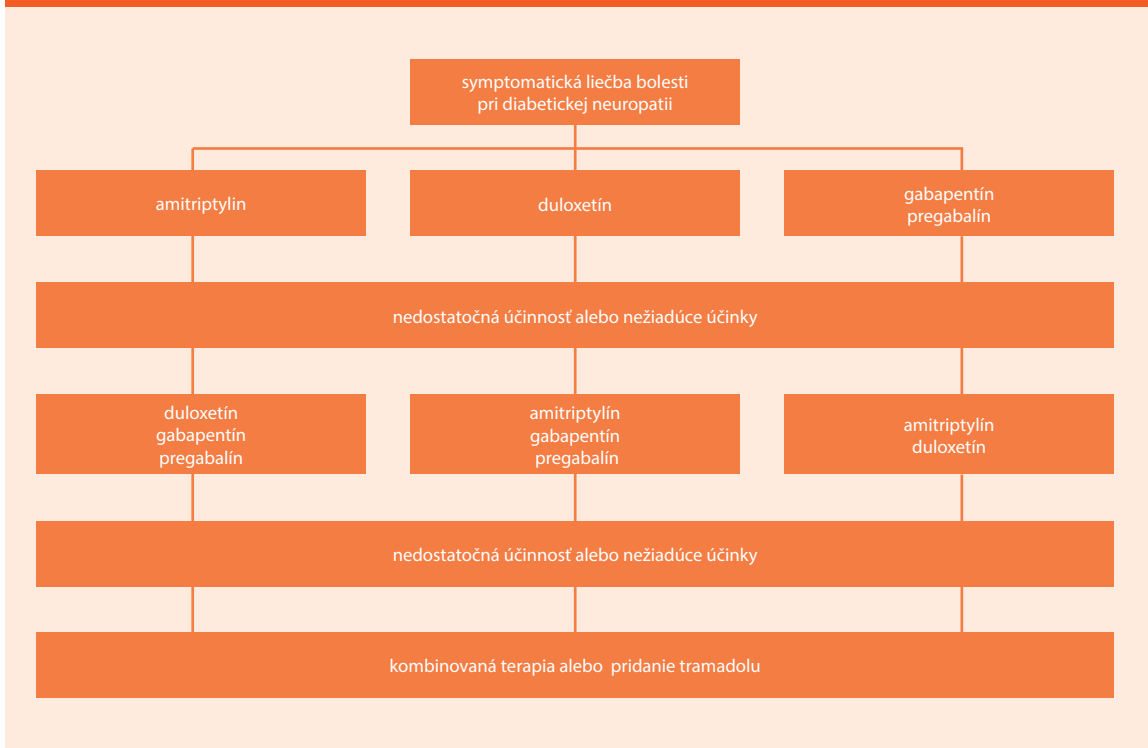 symptomatická liečba bolesti
pri diabetickej neuropatii
amitriptylin
duloxetín
gabapentín
pregabalín
nedostatočná účinnosť alebo nežiadúce účinky
duloxetín
gabapentín
pregabalín
amitriptylín
gabapentín
pregabalín
amitriptylín
duloxetín
nedostatočná účinnosť alebo nežiadúce účinky
kombinovaná terapia alebo pridanie tramadolu